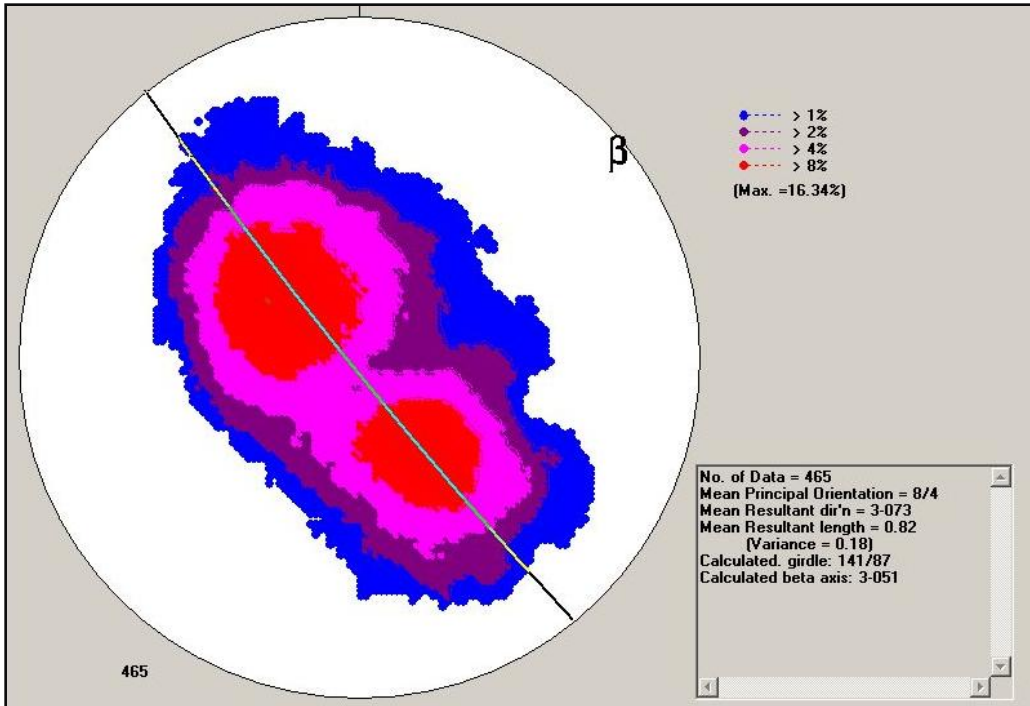 β
> 1%
> 2%
> 4%
> 8%
(Max. =16.34%)
No. of Data = 465
Mean Principal Orientation = 8/4
Mean Resultant dir'n = 3-073
Mean Resultant length = 0.82
(Variance = 0.18)
Calculated. girdle: 141/87
Calculated beta axis: 3-051
465